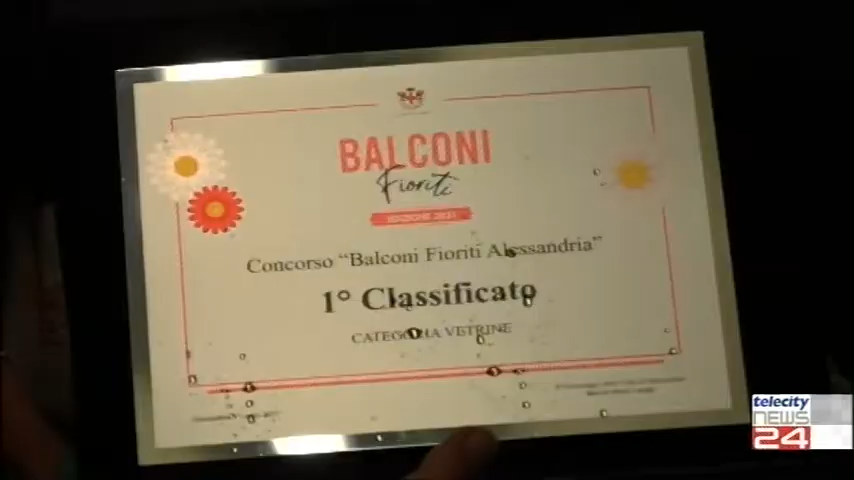 BALCONI
Fioriti
EDIZIONE 2021
Concorso “Balconi Fioriti Alessandria”
1° Classificato
CATEGORIA VETRINE
telecity
NEWS
24